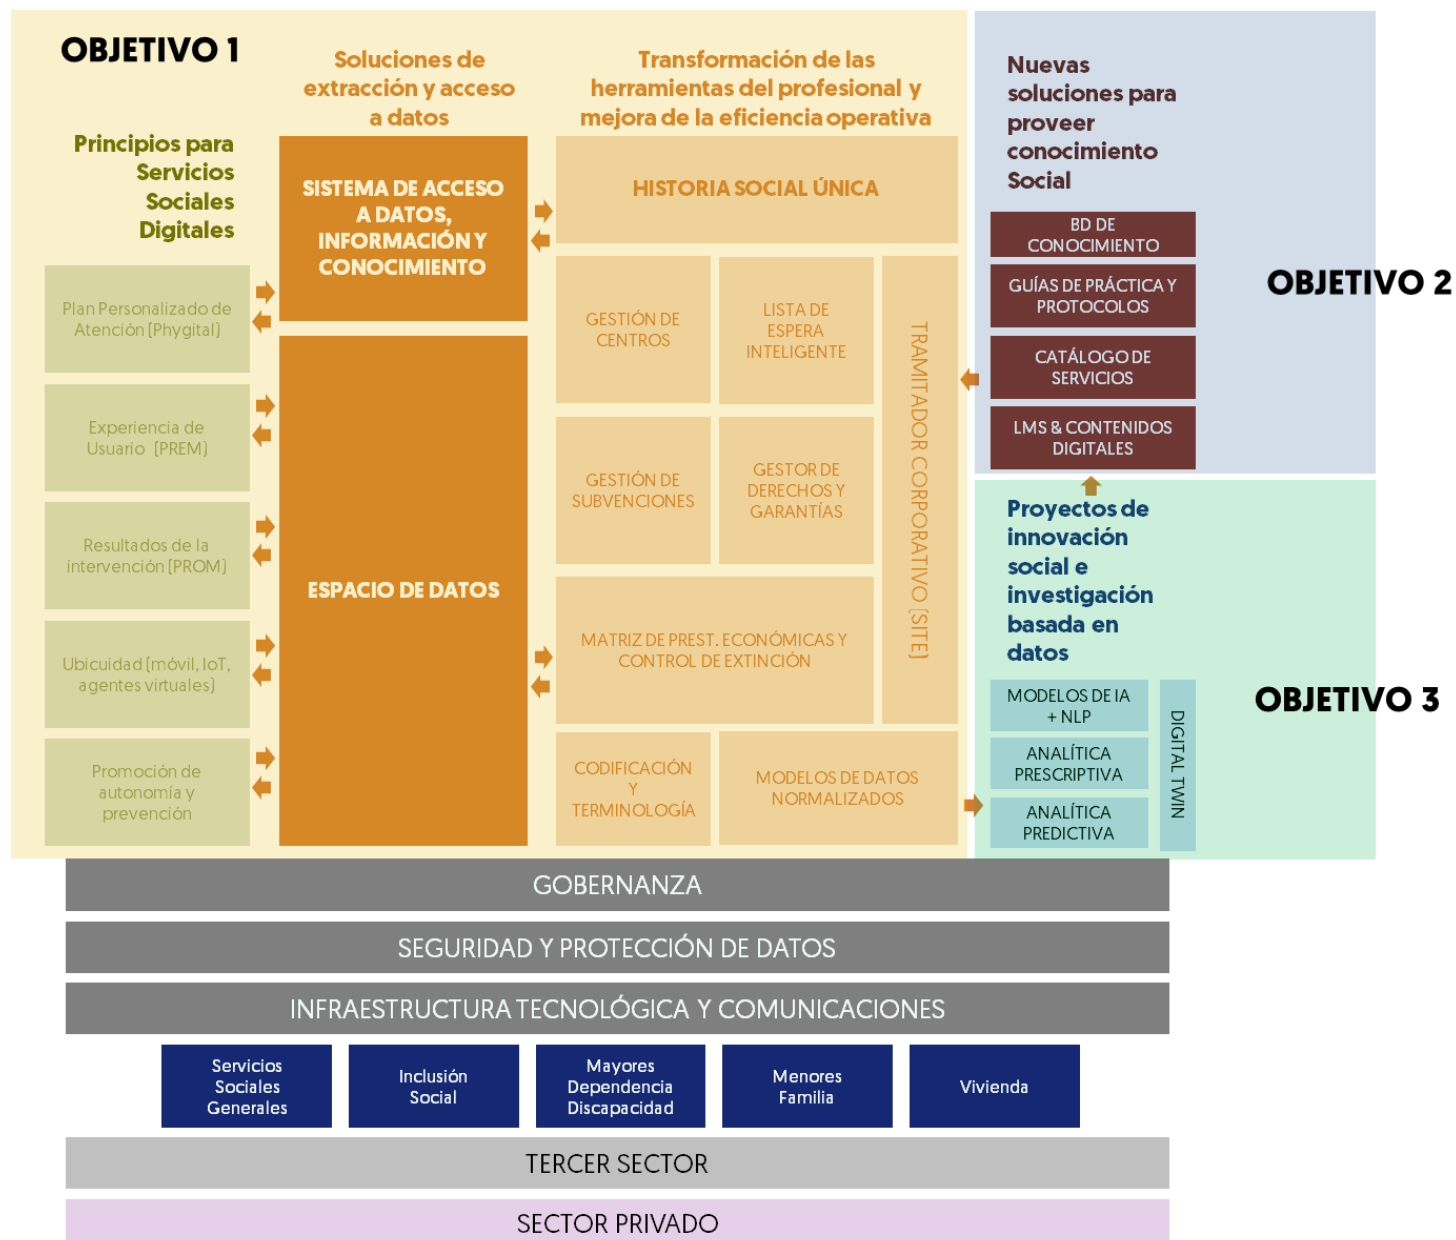 OBJETIVO 1
Principios para
Servicios
Sociales
Digitales
Plan Personalizado de
Atención (Phygital)
Experiencia de
Usuario (PREM)
Resultados de la
intervención (PROM)
Ubicuidad (móvil, IoT,
agentes virtuales)
Promoción de
autonomía y
prevención
Soluciones de
extracción y acceso
a datos
SISTEMA DE ACCESO
A DATOS,
INFORMACIÓN Y
CONOCIMIENTO
ESPACIO DE DATOS
Transformación de las
herramientas del profesional y
mejora de la eficiencia operativa
HISTORIA SOCIAL ÚNICA
GESTIÓN DE
CENTROS
LISTA DE
ESPERA
INTELIGENTE
GESTIÓN DE
SUBVENCIONES
GESTOR DE
DERECHOS Y
GARANTÍAS
MATRIZ DE PREST. ECONÓMICAS Y
CONTROL DE EXTINCIÓN
TRAMITADOR CORPORATIVO (SITE)
CODIFICACIÓN
Y
TERMINOLOGÍA
MODELOS DE DATOS
NORMALIZADOS
Nuevas
soluciones para
proveer
conocimiento
Social
BD DE
CONOCIMIENTO
GUÍAS DE PRÁCTICA Y
PROTOCOLOS
CATÁLOGO DE
SERVICIOS
LMS & CONTENIDOS
DIGITALES
OBJETIVO 2
Proyectos de
innovación
social e
investigación
basada en
datos
MODELOS DE IA
+ NLP
ANALÍTICA
PRESCRIPTIVA
ANALÍTICA
PREDICTIVA
DIGITAL TWIN
OBJETIVO 3
GOBERNANZA
SEGURIDAD Y PROTECCIÓN DE DATOS
INFRAESTRUCTURA TECNOLÓGICA Y COMUNICACIONES
Servicios
Sociales
Generales
Inclusión
Social
Mayores
Dependencia
Discapacidad
Menores
Familia
Vivienda
TERCER SECTOR
SECTOR PRIVADO